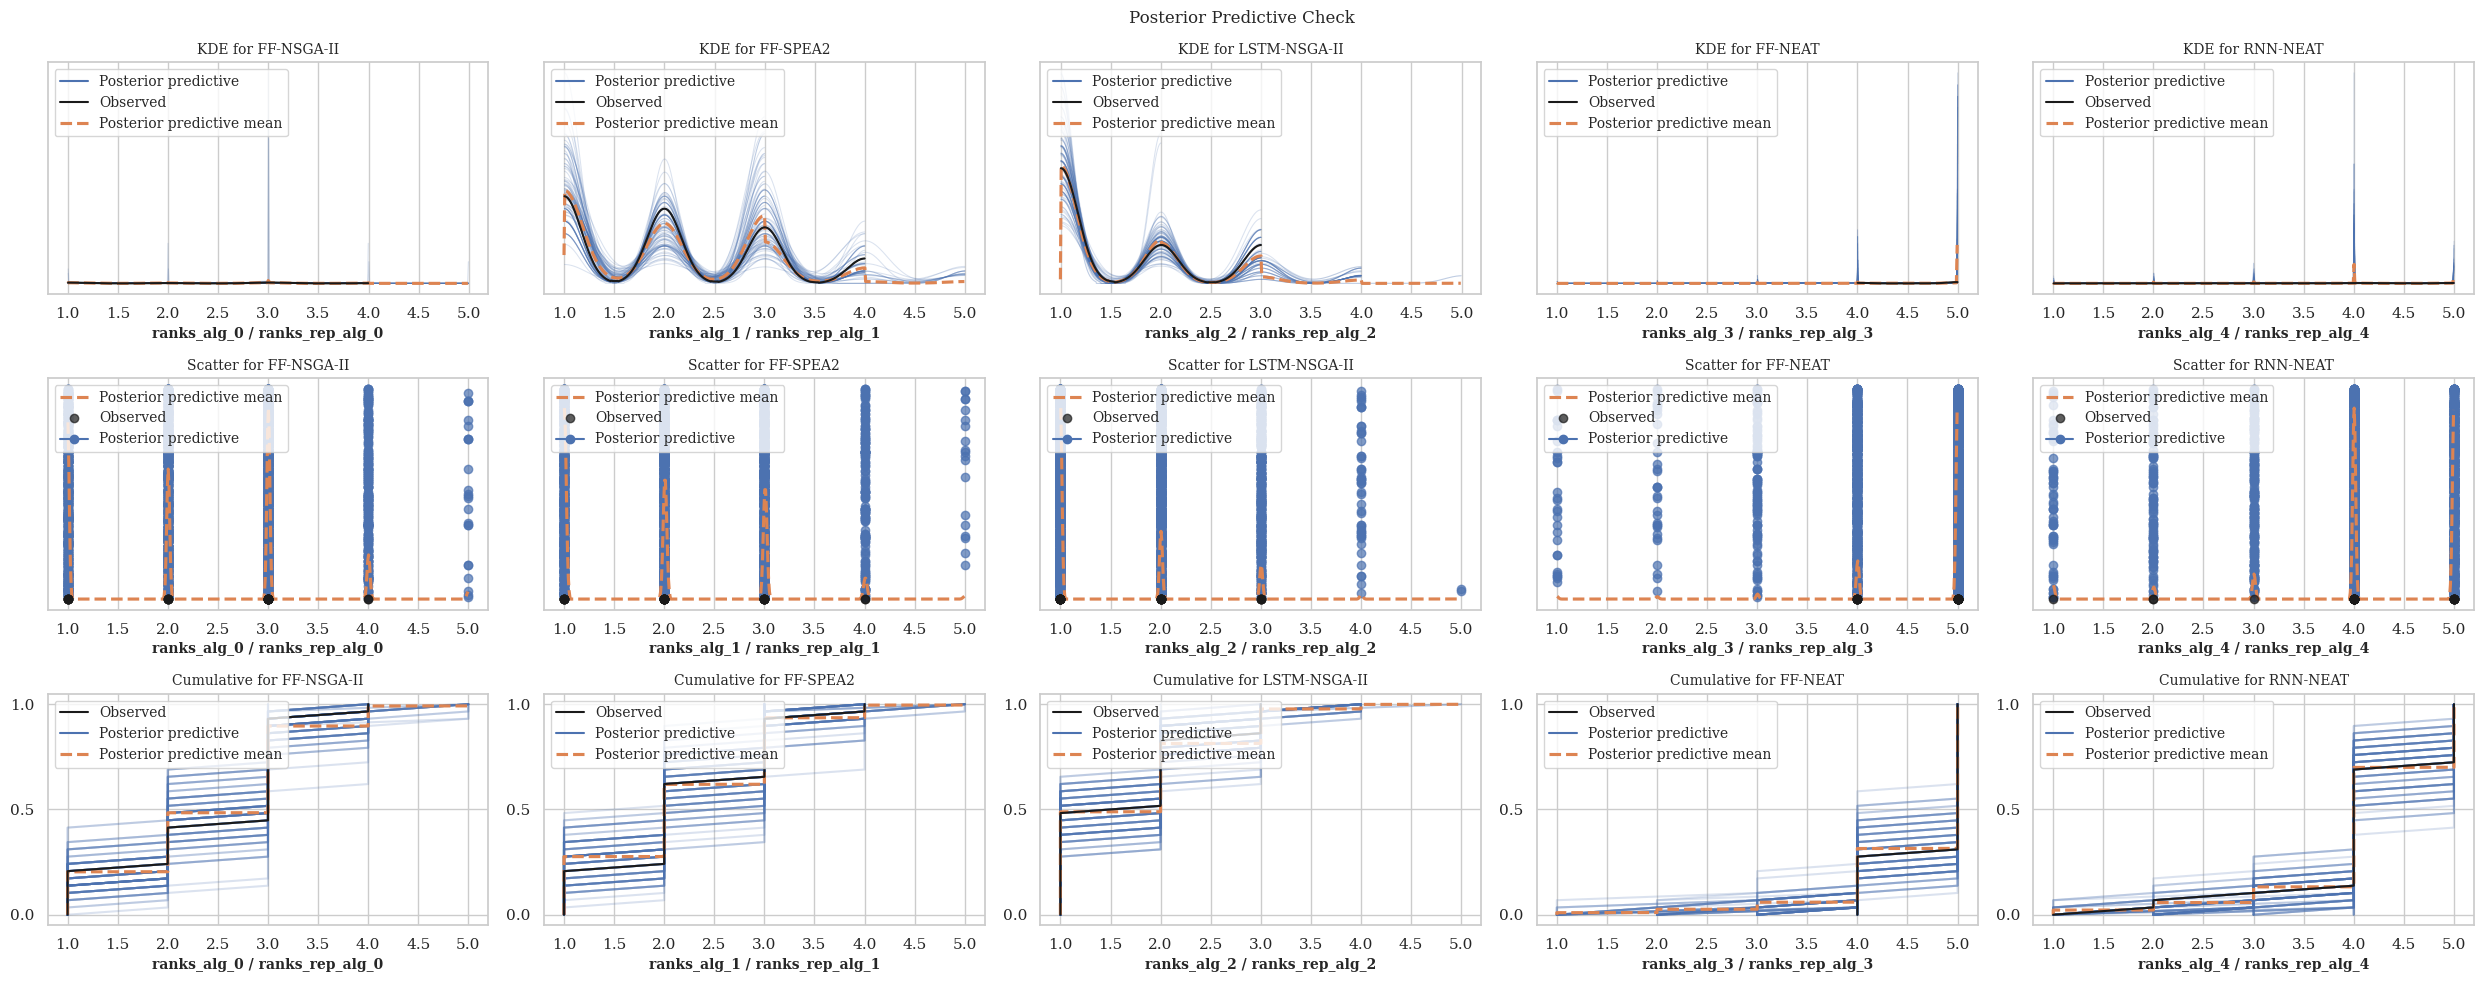 Posterior Predictive Check
KDE for FF-NSGA-II
Posterior predictive
Observed
Posterior predictive mean
1.0 1.5 2.0 2.5 3.0 3.5 4.0 4.5 5.0
ranks_alg_0 / ranks_rep_alg_0
KDE for FF-SPEA2
Posterior predictive
Observed
Posterior predictive mean
1.0 1.5 2.0 2.5 3.0 3.5 4.0 4.5 5.0
ranks_alg_1 / ranks_rep_alg_1
KDE for LSTM-NSGA-II
Posterior predictive
Observed
Posterior predictive mean
1.0 1.5 2.0 2.5 3.0 3.5 4.0 4.5 5.0
ranks_alg_2 / ranks_rep_alg_2
KDE for FF-NEAT
Posterior predictive
Observed
Posterior predictive mean
1.0 1.5 2.0 2.5 3.0 3.5 4.0 4.5 5.0
ranks_alg_3 / ranks_rep_alg_3
KDE for RNN-NEAT
Posterior predictive
Observed
Posterior predictive mean
1.0 1.5 2.0 2.5 3.0 3.5 4.0 4.5 5.0
ranks_alg_4 / ranks_rep_alg_4
Scatter for FF-NSGA-II
Posterior predictive mean
Observed
Posterior predictive
1.0 1.5 2.0 2.5 3.0 3.5 4.0 4.5 5.0
ranks_alg_0 / ranks_rep_alg_0
Scatter for FF-SPEA2
Posterior predictive mean
Observed
Posterior predictive
1.0 1.5 2.0 2.5 3.0 3.5 4.0 4.5 5.0
ranks_alg_1 / ranks_rep_alg_1
Scatter for LSTM-NSGA-II
Posterior predictive mean
Observed
Posterior predictive
1.0 1.5 2.0 2.5 3.0 3.5 4.0 4.5 5.0
ranks_alg_2 / ranks_rep_alg_2
Scatter for FF-NEAT
Posterior predictive mean
Observed
Posterior predictive
1.0 1.5 2.0 2.5 3.0 3.5 4.0 4.5 5.0
ranks_alg_3 / ranks_rep_alg_3
Scatter for RNN-NEAT
Posterior predictive mean
Observed
Posterior predictive
1.0 1.5 2.0 2.5 3.0 3.5 4.0 4.5 5.0
ranks_alg_4 / ranks_rep_alg_4
Cumulative for FF-NSGA-II
Observed
Posterior predictive
Posterior predictive mean
1.0
0.5
0.0
1.0 1.5 2.0 2.5 3.0 3.5 4.0 4.5 5.0
ranks_alg_0 / ranks_rep_alg_0
Cumulative for FF-SPEA2
Observed
Posterior predictive
Posterior predictive mean
1.0
0.5
0.0
1.0 1.5 2.0 2.5 3.0 3.5 4.0 4.5 5.0
ranks_alg_1 / ranks_rep_alg_1
Cumulative for LSTM-NSGA-II
Observed
Posterior predictive
Posterior predictive mean
1.0
0.5
0.0
1.0 1.5 2.0 2.5 3.0 3.5 4.0 4.5 5.0
ranks_alg_2 / ranks_rep_alg_2
Cumulative for FF-NEAT
Observed
Posterior predictive
Posterior predictive mean
1.0
0.5
0.0
1.0 1.5 2.0 2.5 3.0 3.5 4.0 4.5 5.0
ranks_alg_3 / ranks_rep_alg_3
Cumulative for RNN-NEAT
Observed
Posterior predictive
Posterior predictive mean
1.0
0.5
0.0
1.0 1.5 2.0 2.5 3.0 3.5 4.0 4.5 5.0
ranks_alg_4 / ranks_rep_alg_4